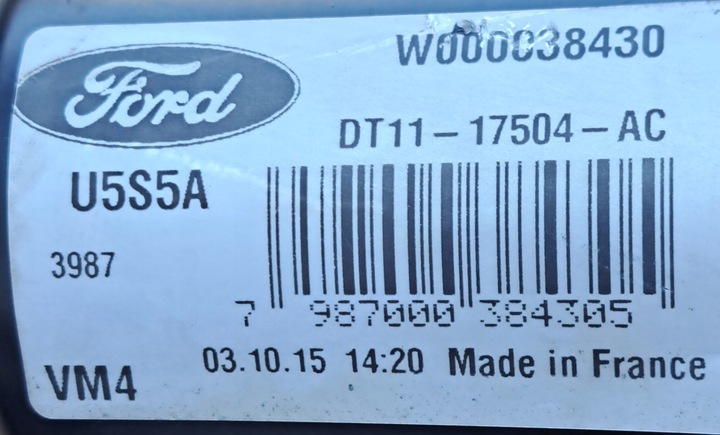 W000038430
Ford
DT11-17504-AC
U5S5A
3987
7 987000 384305
03.10.15 14:20 Made in France
VM4